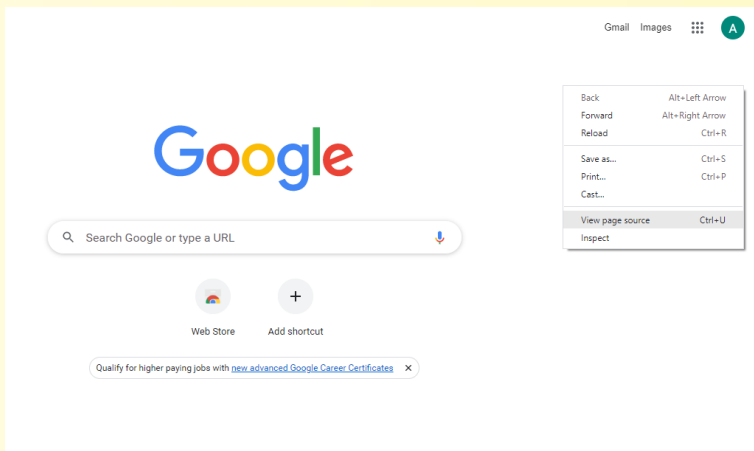 Gmail Images A
Back Alt+Left Arrow
Forward Alt+Right Arrow
Reload Ctrl+R
Save as... Ctrl+S
Print... Ctrl+P
Cast...
View page source Ctrl+U
Inspect
Google
Search Google or type a URL
Web Store Add shortcut
Qualify for higher paying jobs with new advanced Google Career Certificates